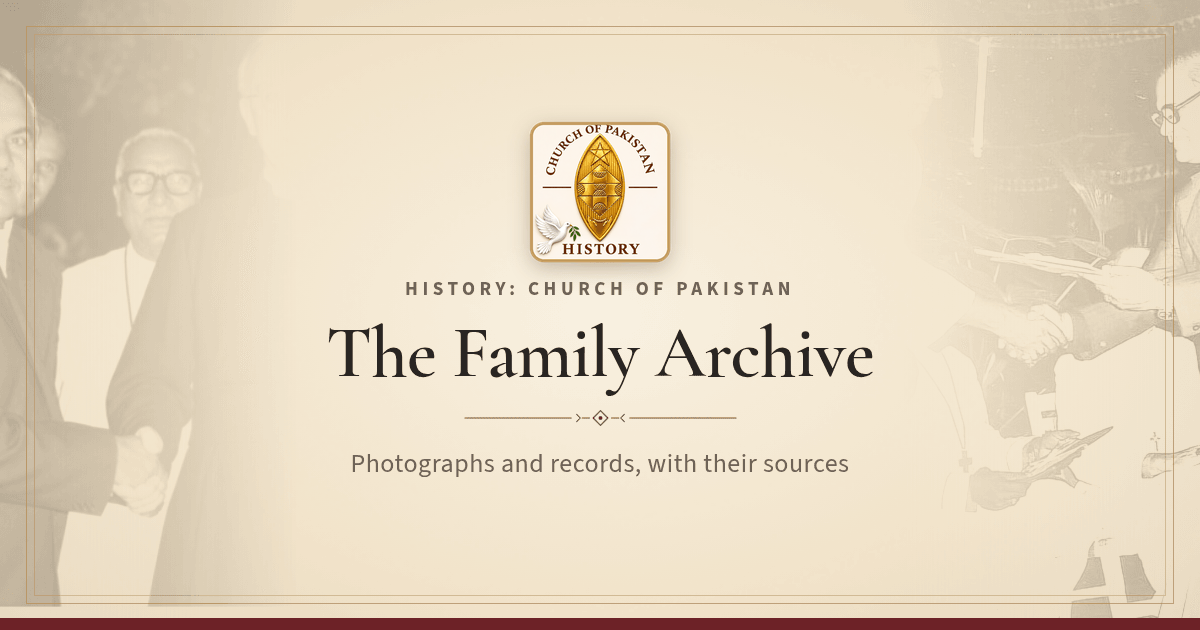 CHURCH OF PAKISTAN
HISTORY
HISTORY: CHURCH OF PAKISTAN
The Family Archive
Photographs and records, with their sources